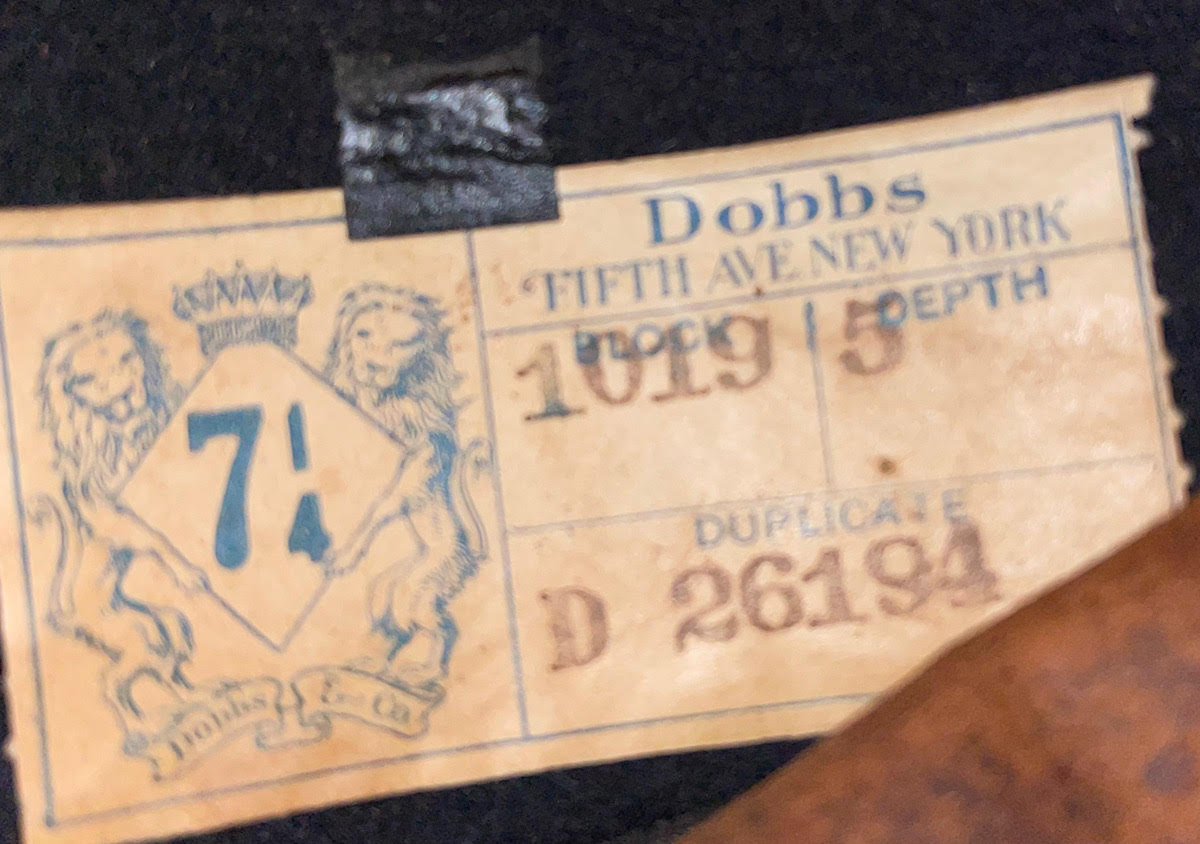 7 1/4
Dobbs & Co
Dobbs
FIFTH AVE NEW YORK
BLOCK DEPTH
1019 5
DUPLICATE
D 26194